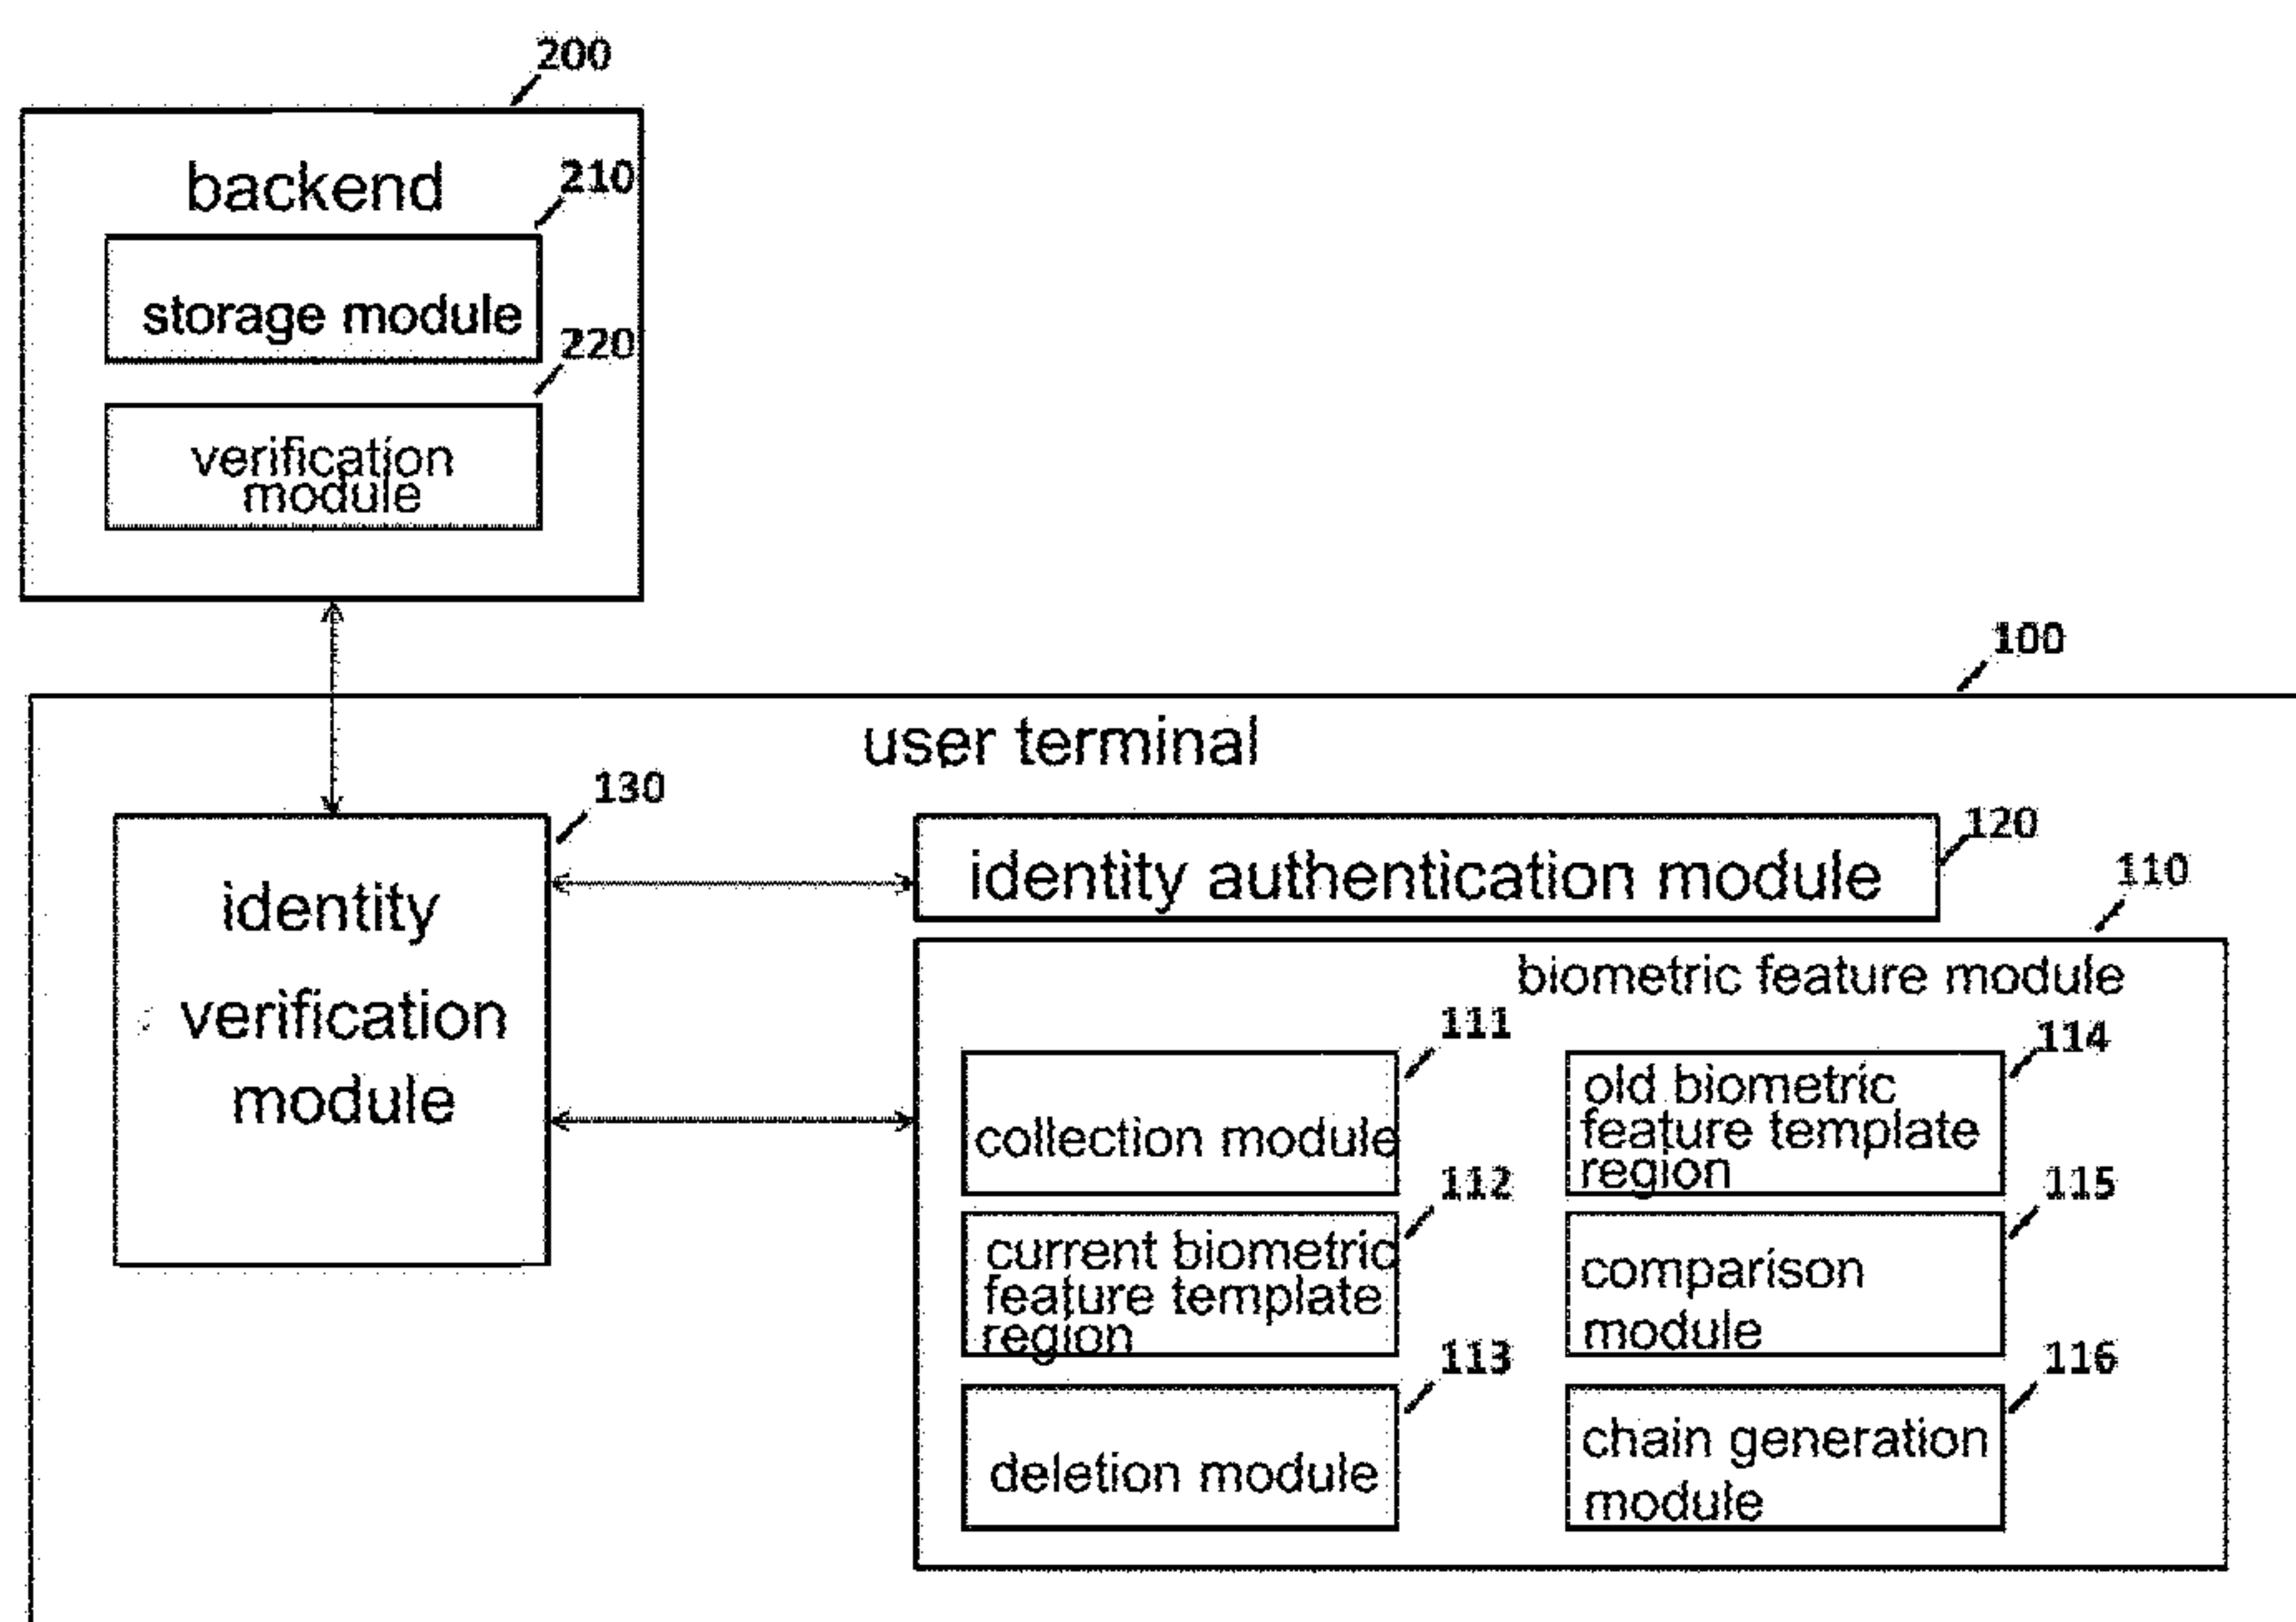 200
backend
210
storage module
220
verification
module
100
user terminal
130
identity
verification
module
120
identity authentication module
110
biometric feature module
111
collection module
112
current biometric
feature template
region
113
deletion module
114
old biometric
feature template
region
115
comparison
module
116
chain generation
module